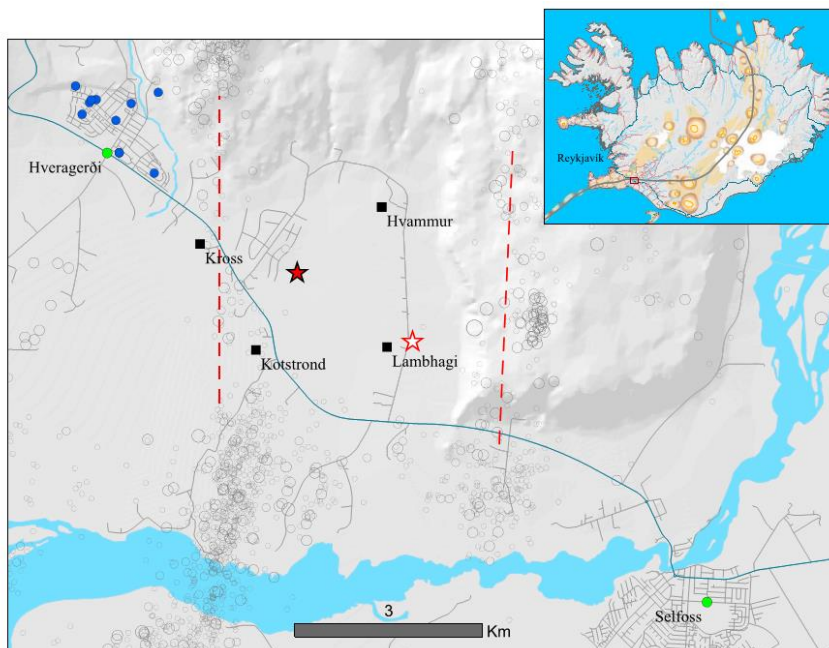 Reykjavík
Hveragerði
Hvammur
Kross
Kotstrond
Lambhagi
3
Km
Selfoss